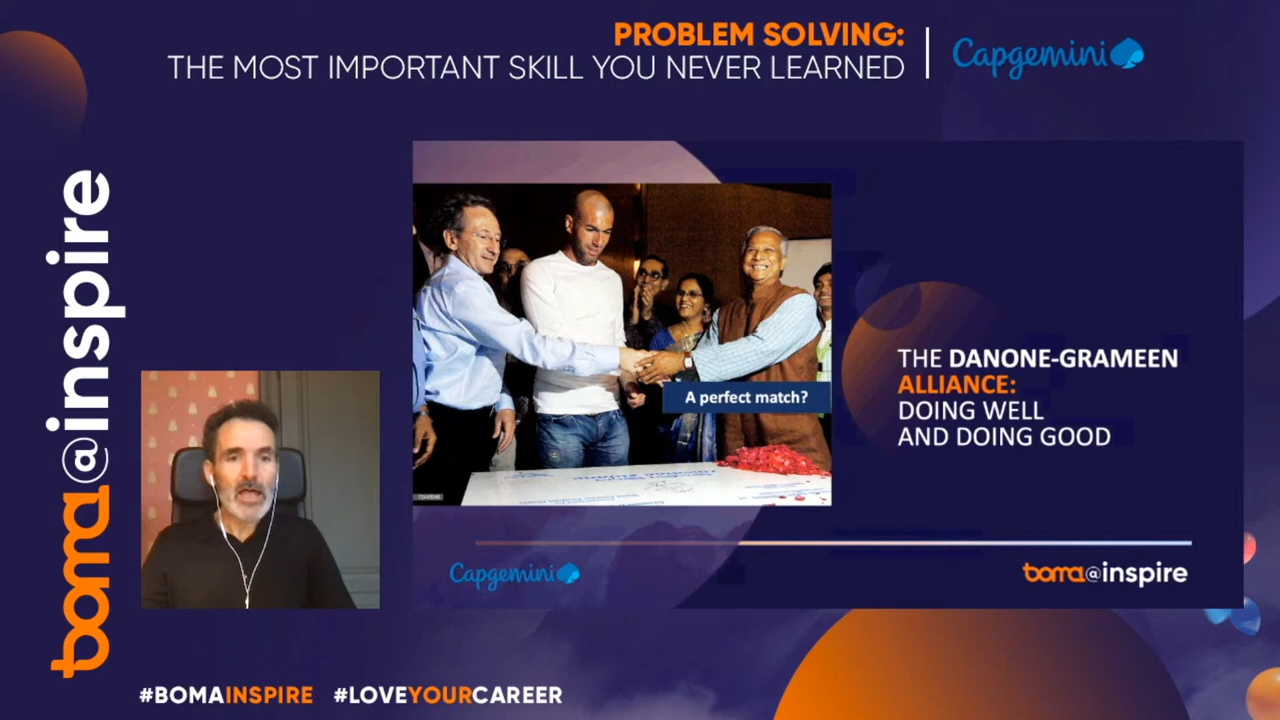 PROBLEM SOLVING:
THE MOST IMPORTANT SKILL YOU NEVER LEARNED
Capgemini
boma@inspire
A perfect match?
THE DANONE-GRAMEEN
ALLIANCE:
DOING WELL
AND DOING GOOD
Capgemini
boma@inspire
#BOMAINSPIRE #LOVEYOURCAREER